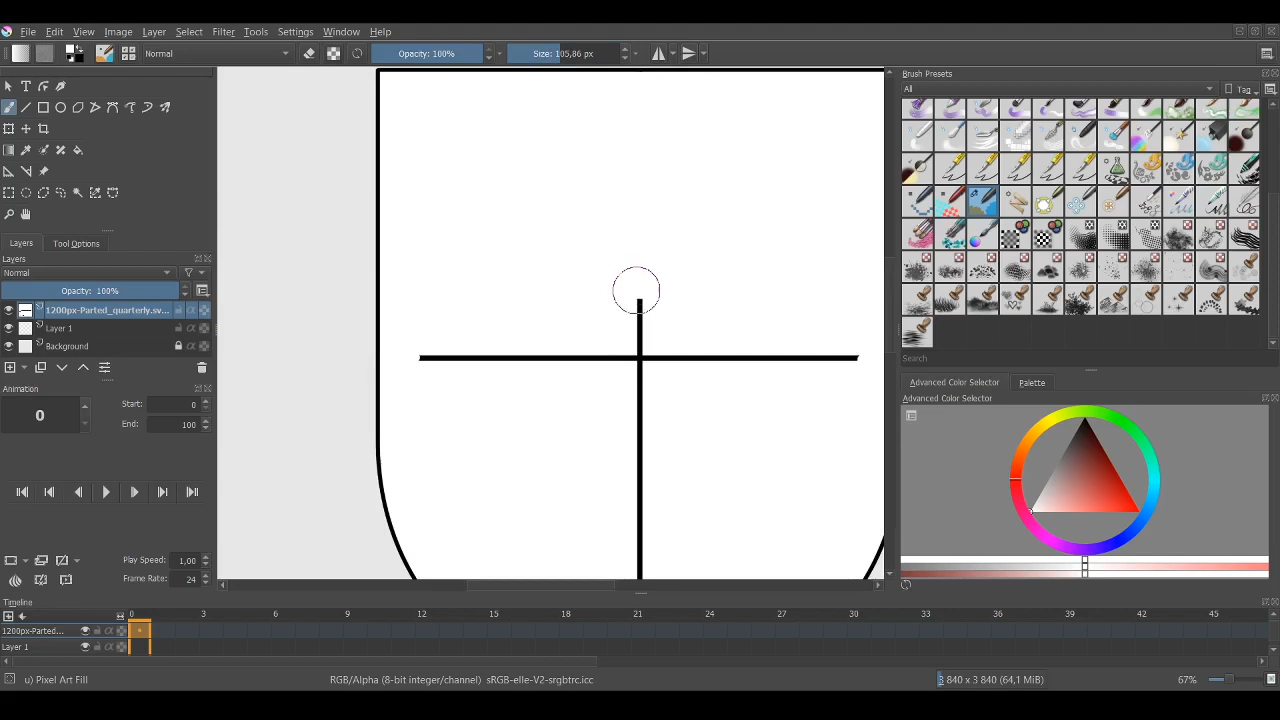 File Edit View Image Layer Select Filter Tools Settings Window Help
Normal Opacity: 100% Size: 105,86 px
Brush Presets
All Tag
Layers Tool Options
Layers
Normal
Opacity: 100%
1200px-Parted_quarterly.sv...
Layer 1
Background
Search
Advanced Color Selector Palette
Advanced Color Selector
Animation
0 Start: 0
End: 100
Play Speed: 1,00
Frame Rate: 24
Timeline
0 3 6 9 12 15 18 21 24 27 30 33 36 39 42 45
1200px-Parted...
Layer 1
u) Pixel Art Fill RGB/Alpha (8-bit integer/channel) sRGB-elle-V2-srgbtrc.icc 3 840 x 3 840 (64,1 MiB) 67%